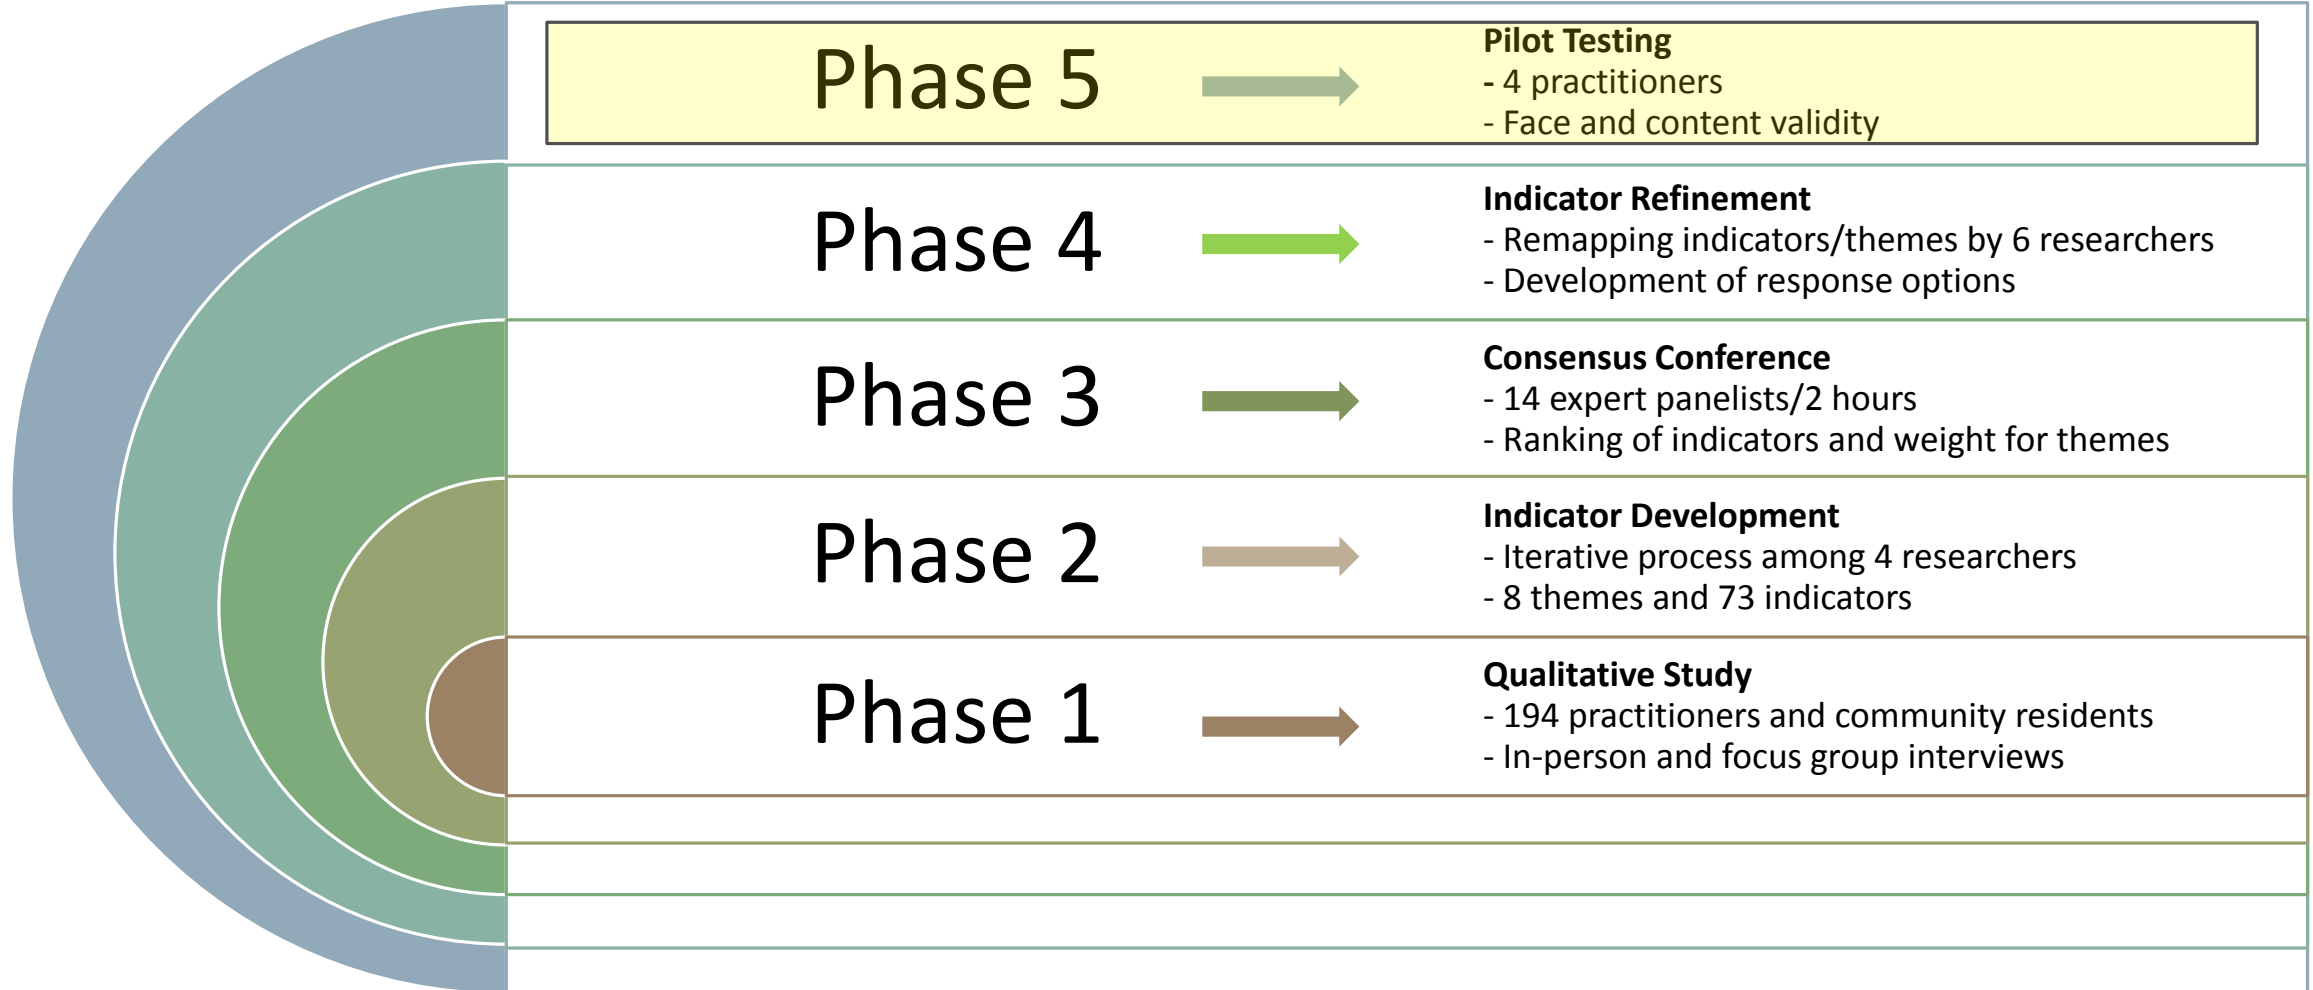 Phase 5
Pilot Testing
- 4 practitioners
- Face and content validity
Phase 4
Indicator Refinement
- Remapping indicators/themes by 6 researchers
- Development of response options
Phase 3
Consensus Conference
- 14 expert panelists/2 hours
- Ranking of indicators and weight for themes
Phase 2
Indicator Development
- Iterative process among 4 researchers
- 8 themes and 73 indicators
Phase 1
Qualitative Study
- 194 practitioners and community residents
- In-person and focus group interviews